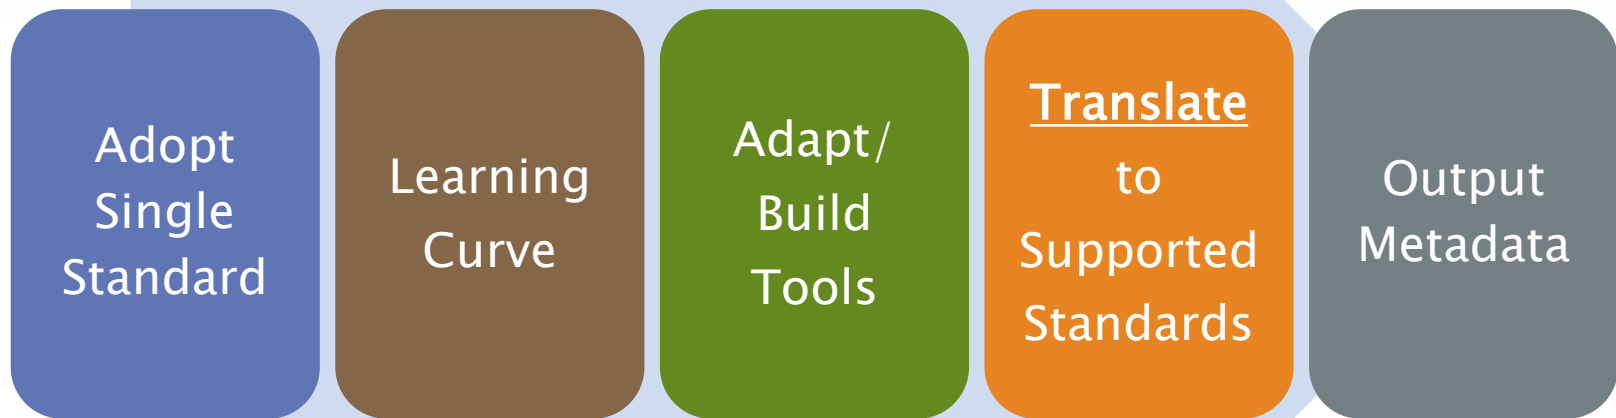 Adopt
Single
Standard
Learning
Curve
Adapt/
Build
Tools
Translate
to
Supported
Standards
Output
Metadata